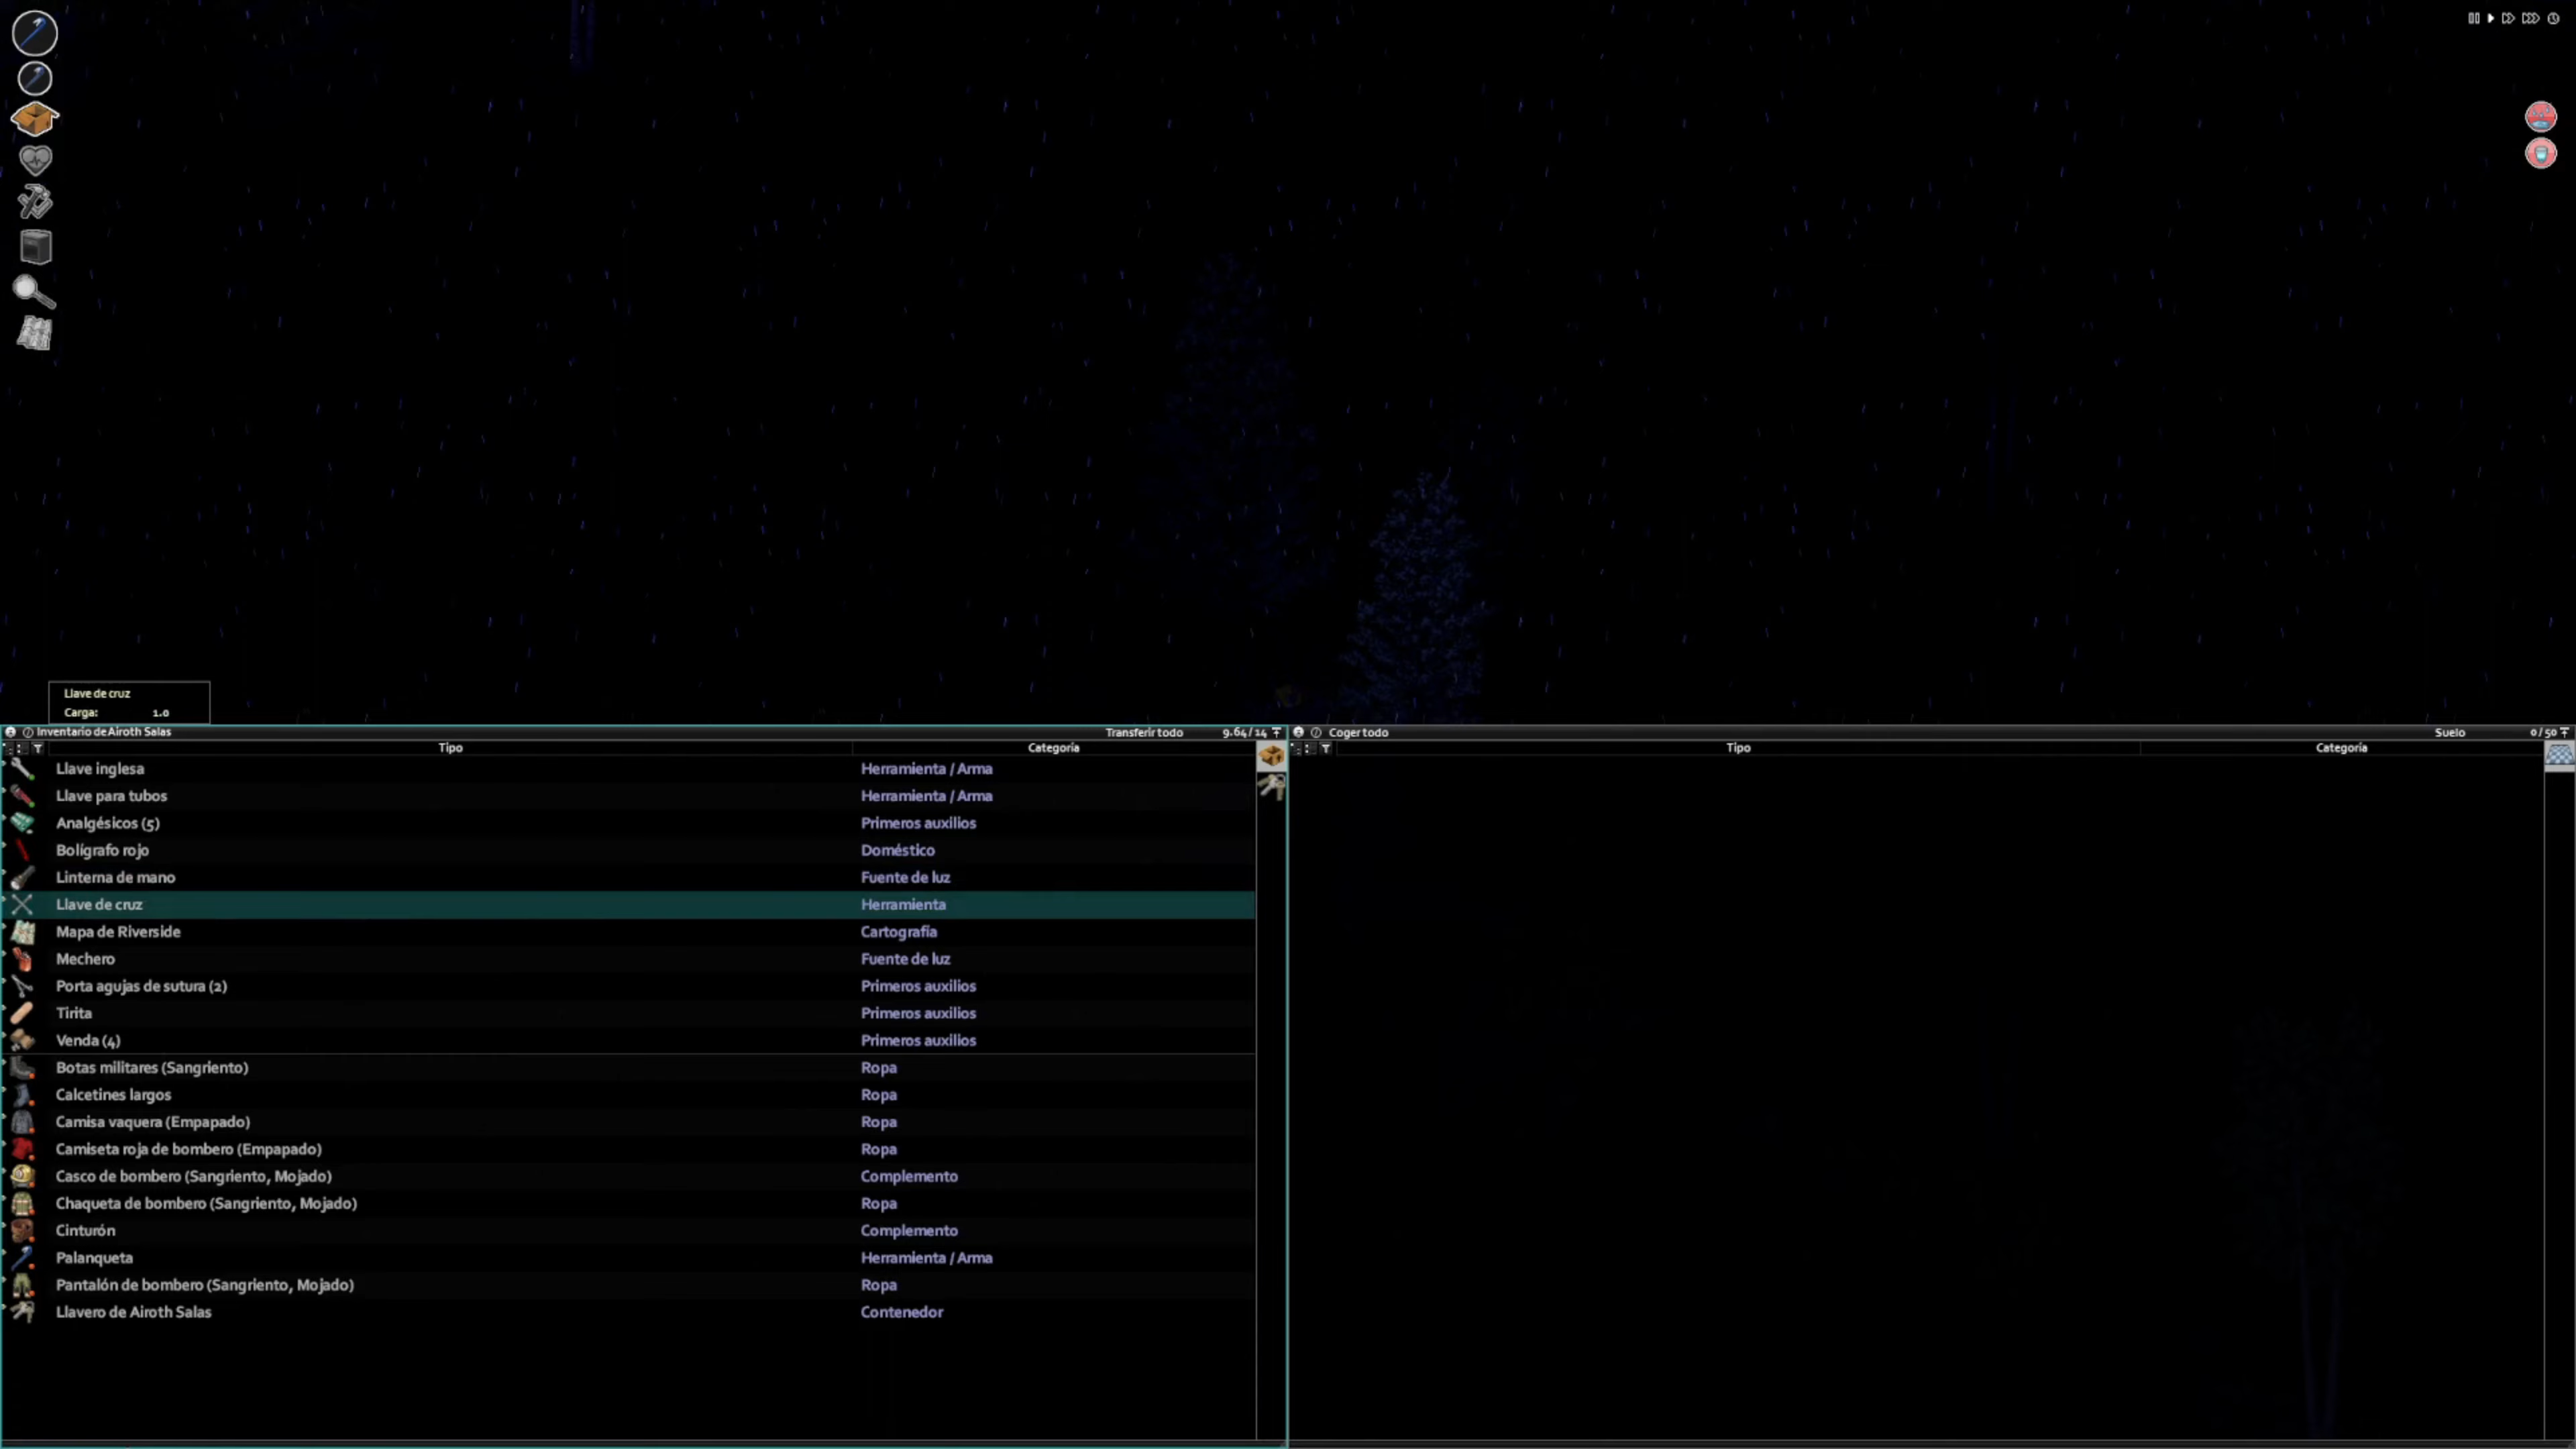 Llave de cruz
Carga: 1.0
Inventario de Airoth Salas Transferir todo 9.64 / 14
Coger todo Suelo 0 / 50
Tipo Categoría
Tipo Categoría
Llave inglesa Herramienta / Arma
Llave para tubos Herramienta / Arma
Analgésicos (5) Primeros auxilios
Bolígrafo rojo Doméstico
Linterna de mano Fuente de luz
Llave de cruz Herramienta
Mapa de Riverside Cartografía
Mechero Fuente de luz
Porta agujas de sutura (2) Primeros auxilios
Tirita Primeros auxilios
Venda (4) Primeros auxilios
Botas militares (Sangriento) Ropa
Calcetines largos Ropa
Camisa vaquera (Empapado) Ropa
Camiseta roja de bombero (Empapado) Ropa
Casco de bombero (Sangriento, Mojado) Complemento
Chaqueta de bombero (Sangriento, Mojado) Ropa
Cinturón Complemento
Palanqueta Herramienta / Arma
Pantalón de bombero (Sangriento, Mojado) Ropa
Llavero de Airoth Salas Contenedor